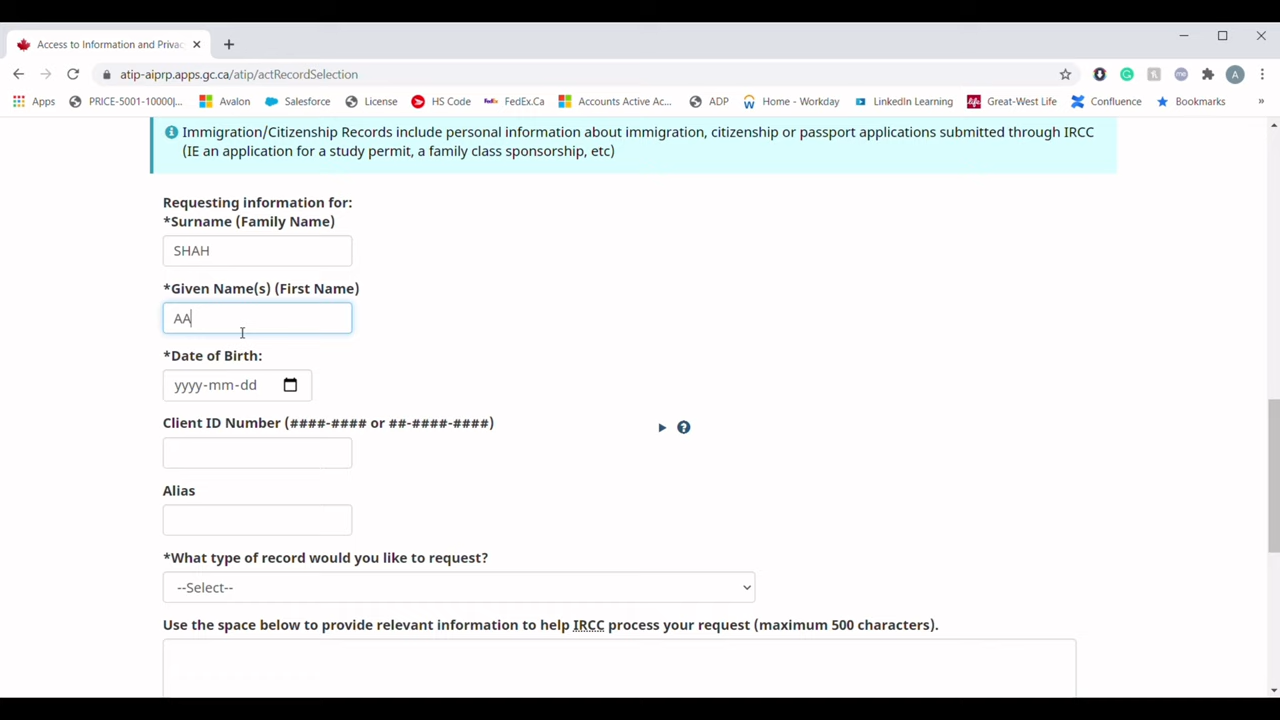 Access to Information and Privac
atip-aiprp.apps.gc.ca/atip/actRecordSelection
A
Apps
PRICE-5001-10000|...
Avalon
Salesforce
License
HS Code
FedEx
FedEx.Ca
Accounts Active Ac...
ADP
Home - Workday
LinkedIn Learning
Great-West Life
Confluence
Bookmarks
»
Immigration/Citizenship Records include personal information about immigration, citizenship or passport applications submitted through IRCC
(IE an application for a study permit, a family class sponsorship, etc)
Requesting information for:
*Surname (Family Name)
SHAH
*Given Name(s) (First Name)
AA
*Date of Birth:
yyyy-mm-dd
Client ID Number (####-#### or ##-####-####)
?
Alias
*What type of record would you like to request?
--Select--
Use the space below to provide relevant information to help IRCC process your request (maximum 500 characters).